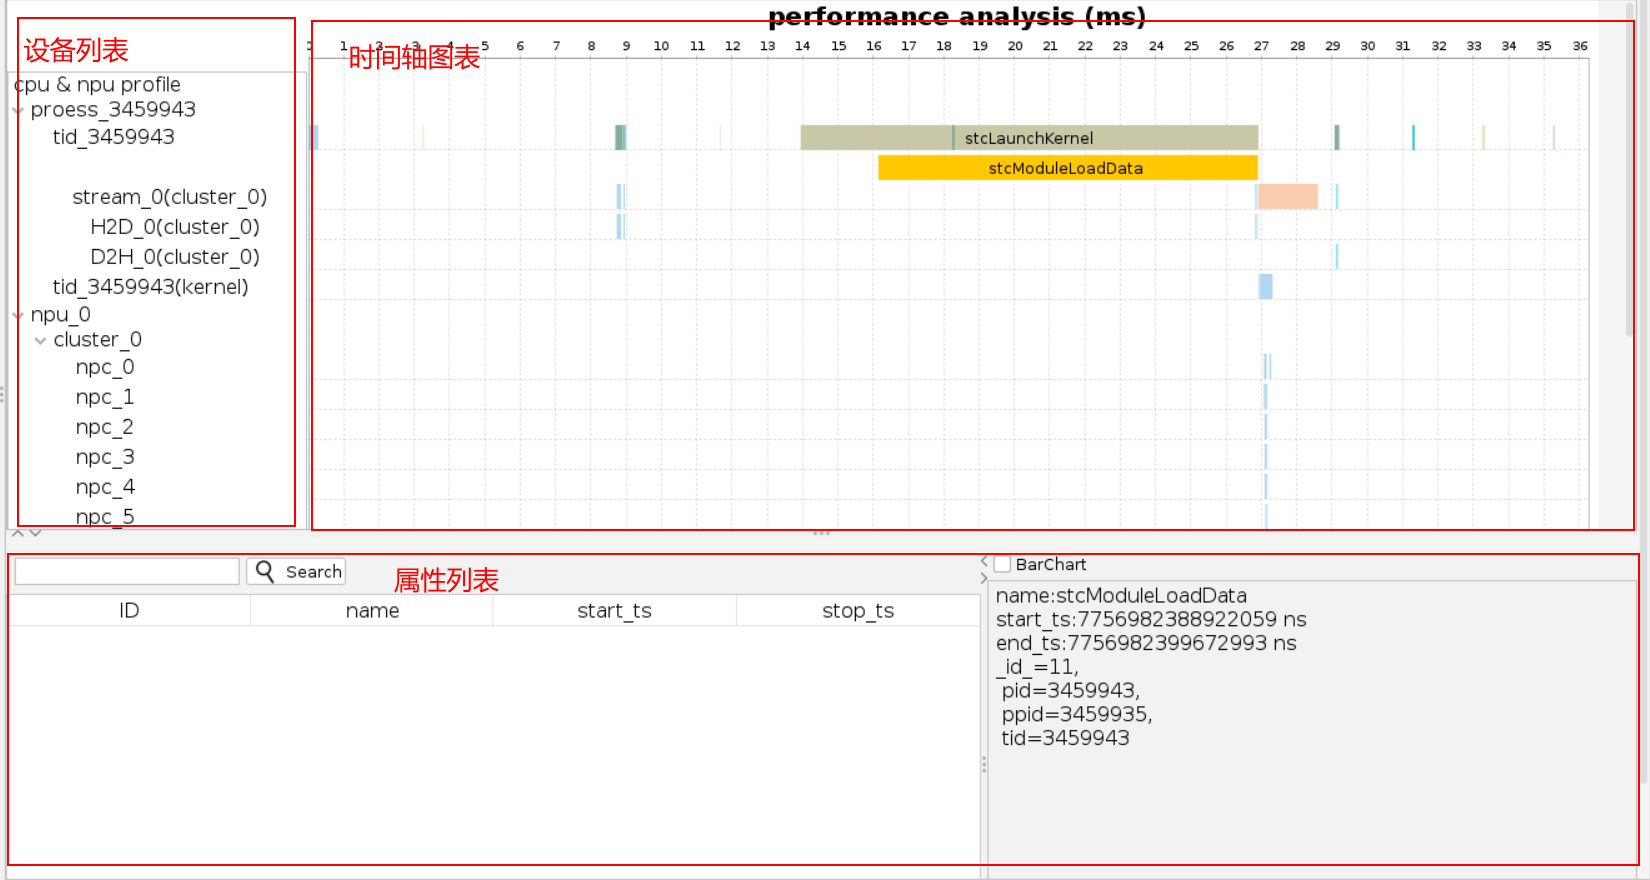 performance analysis (ms)
设备列表
时间轴图表
0 1 2 3 4 5 6 7 8 9 10 11 12 13 14 15 16 17 18 19 20 21 22 23 24 25 26 27 28 29 30 31 32 33 34 35 36
cpu & npu profile
proess_3459943
tid_3459943
stcLaunchKernel
stcModuleLoadData
stream_0(cluster_0)
H2D_0(cluster_0)
D2H_0(cluster_0)
tid_3459943(kernel)
npu_0
cluster_0
npc_0
npc_1
npc_2
npc_3
npc_4
npc_5
Search
属性列表
ID name start_ts stop_ts
BarChart
name:stcModuleLoadData
start_ts:7756982388922059 ns
end_ts:7756982399672993 ns
_id_=11,
pid=3459943,
ppid=3459935,
tid=3459943